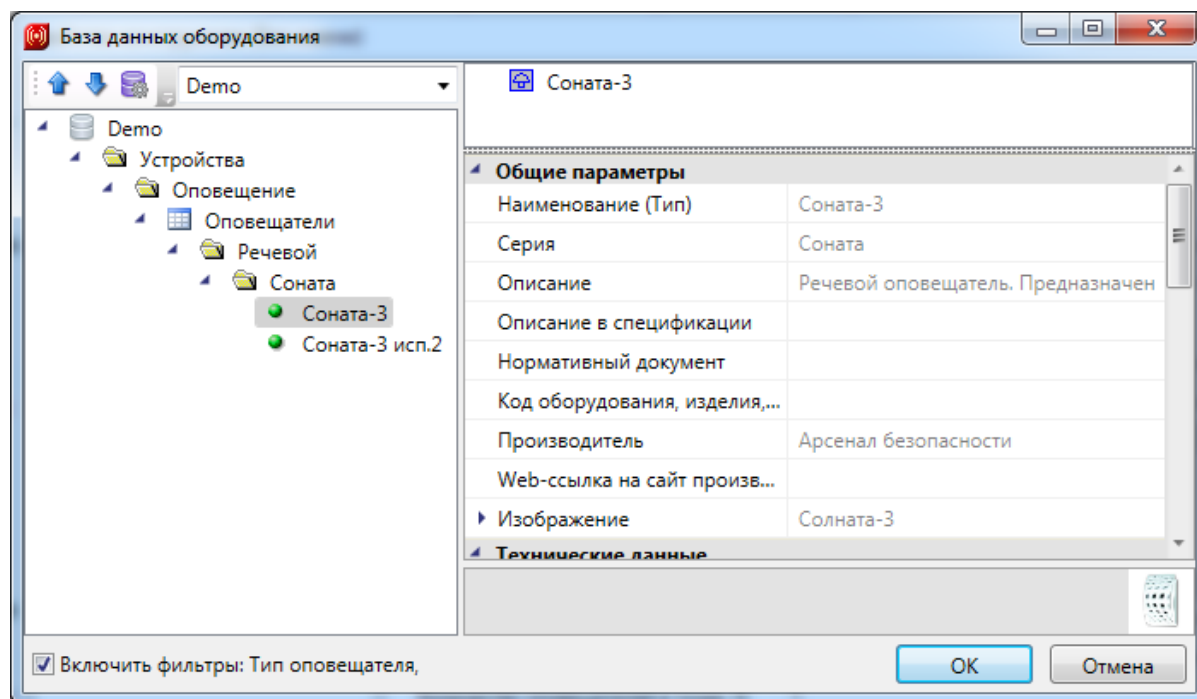 База данных оборудования
Demo
Demo
Устройства
Оповещение
Оповещатели
Речевой
Соната
Соната-3
Соната-3 исп.2
Соната-3
Общие параметры
Наименование (Тип) Соната-3
Серия Соната
Описание Речевой оповещатель. Предназначен
Описание в спецификации
Нормативный документ
Код оборудования, изделия,...
Производитель Арсенал безопасности
Web-ссылка на сайт произв...
Изображение Солната-3
Технические данные
Включить фильтры: Тип оповещателя,
OK Отмена